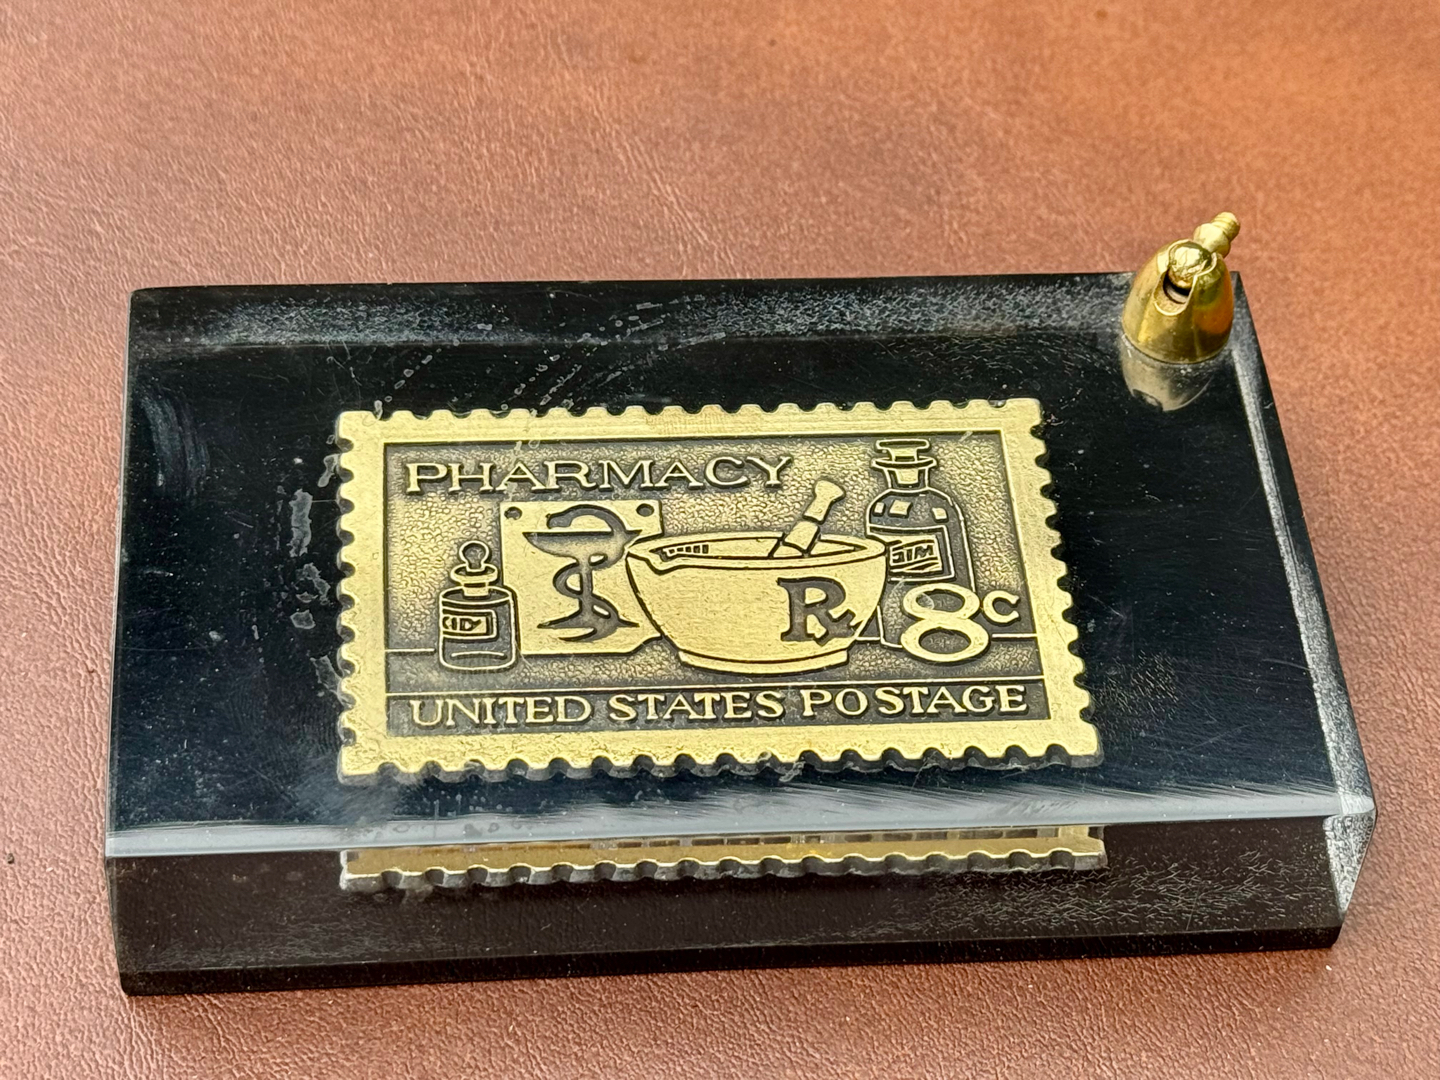 PHARMACY
℞
8c
UNITED STATES POSTAGE